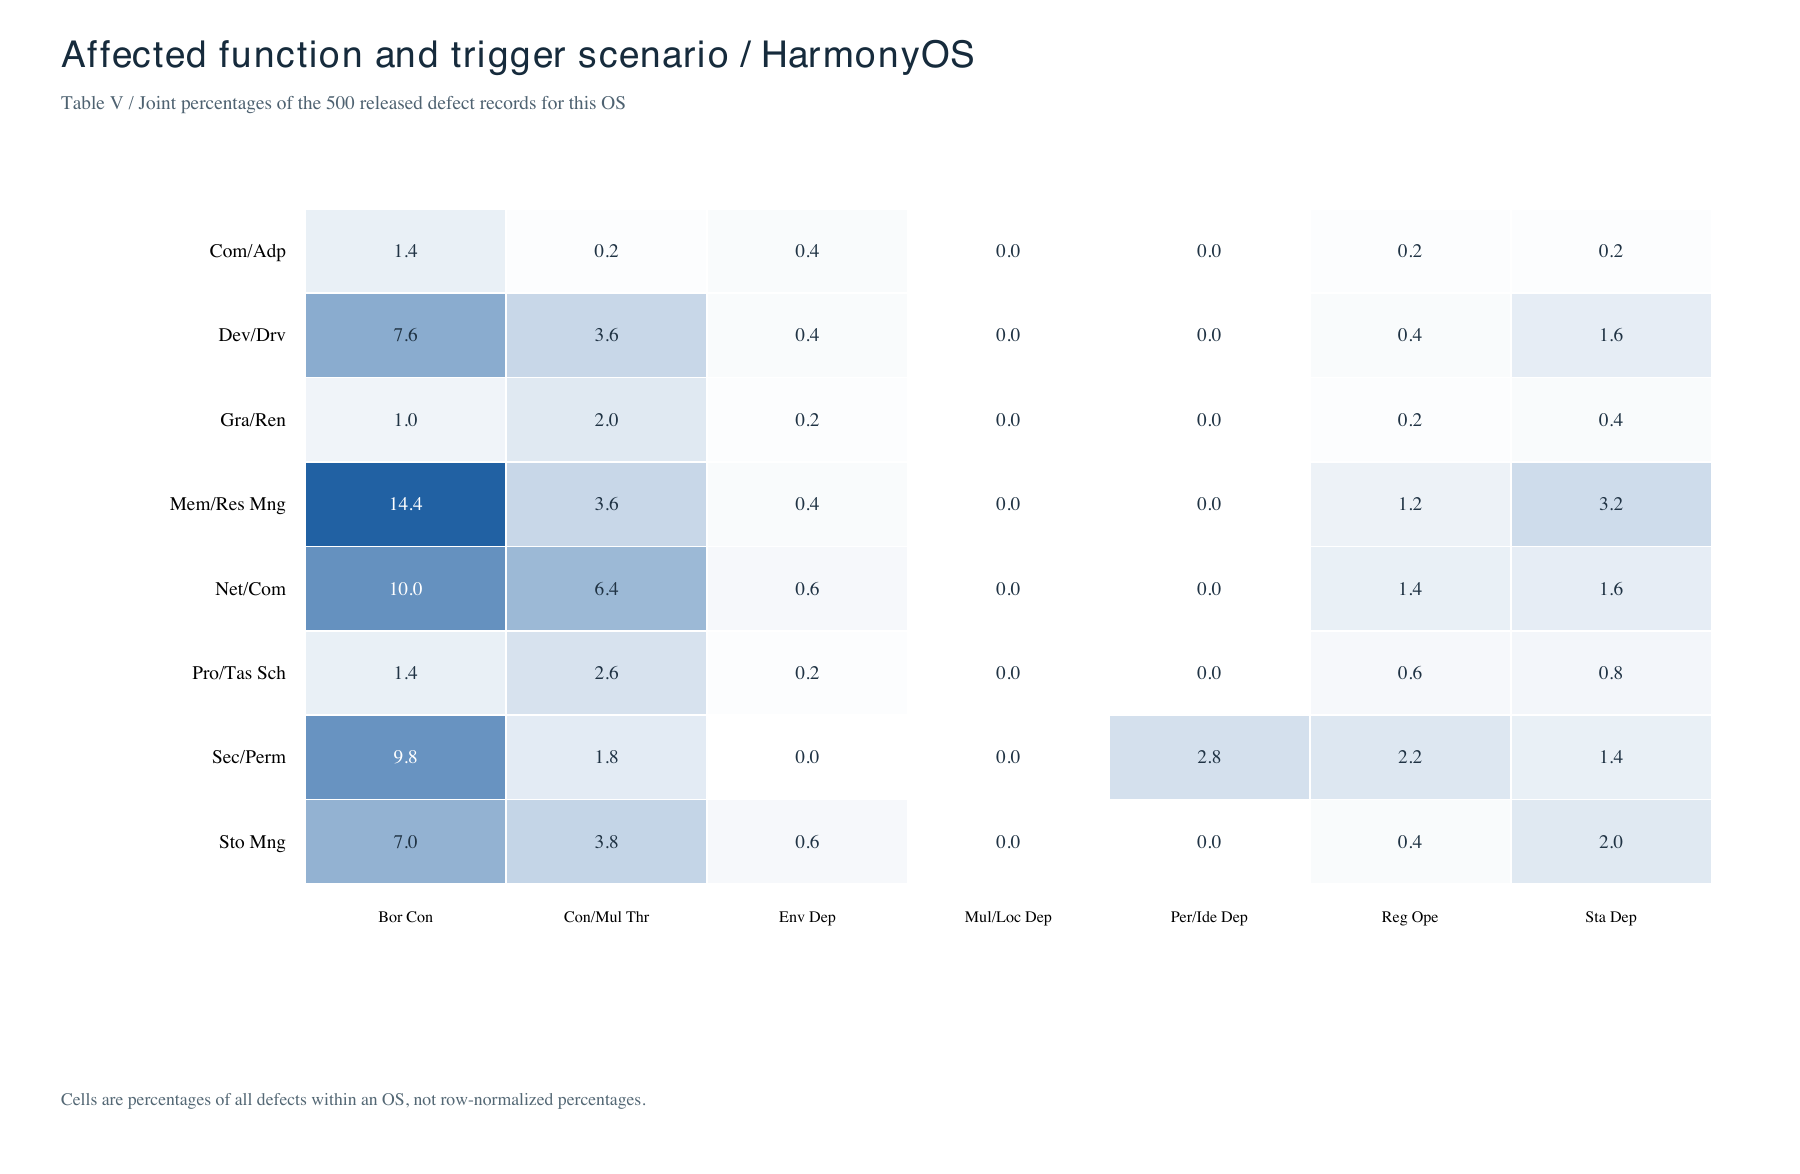 Affected function and trigger scenario / HarmonyOS
Table V / Joint percentages of the 500 released defect records for this OS
Com/Adp 1.4 0.2 0.4 0.0 0.0 0.2 0.2
Dev/Drv 7.6 3.6 0.4 0.0 0.0 0.4 1.6
Gra/Ren 1.0 2.0 0.2 0.0 0.0 0.2 0.4
Mem/Res Mng 14.4 3.6 0.4 0.0 0.0 1.2 3.2
Net/Com 10.0 6.4 0.6 0.0 0.0 1.4 1.6
Pro/Tas Sch 1.4 2.6 0.2 0.0 0.0 0.6 0.8
Sec/Perm 9.8 1.8 0.0 0.0 2.8 2.2 1.4
Sto Mng 7.0 3.8 0.6 0.0 0.0 0.4 2.0
Bor Con Con/Mul Thr Env Dep Mul/Loc Dep Per/Ide Dep Reg Ope Sta Dep
Cells are percentages of all defects within an OS, not row-normalized percentages.